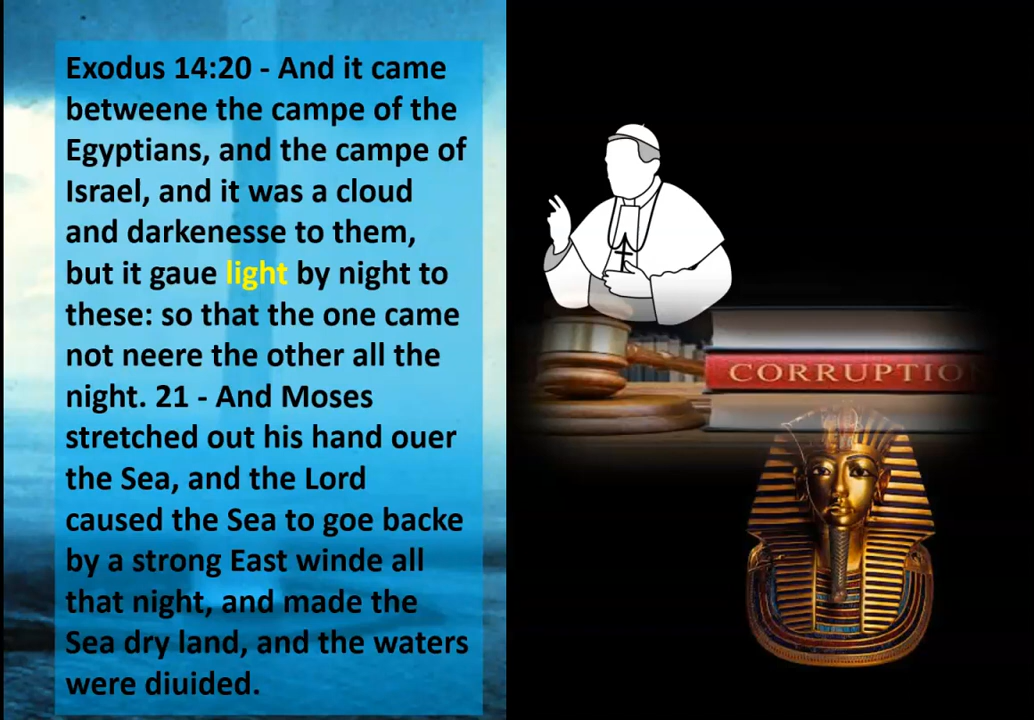 Exodus 14:20 - And it came
betweene the campe of the
Egyptians, and the campe of
Israel, and it was a cloud
and darkenesse to them,
but it gaue light by night to
these: so that the one came
not neere the other all the
night. 21 - And Moses
stretched out his hand ouer
the Sea, and the Lord
caused the Sea to goe backe
by a strong East winde all
that night, and made the
Sea dry land, and the waters
were diuided.
CORRUPTIO